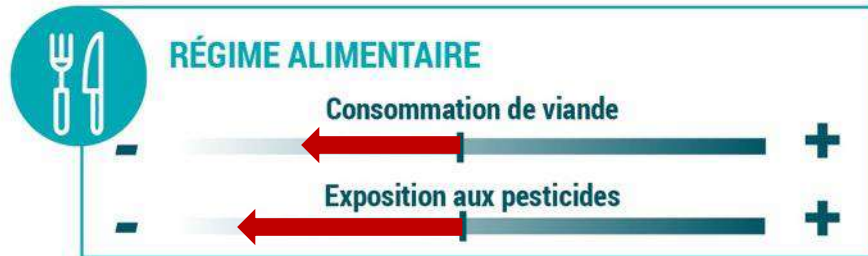 RÉGIME ALIMENTAIRE
Consommation de viande
- +
Exposition aux pesticides
- +